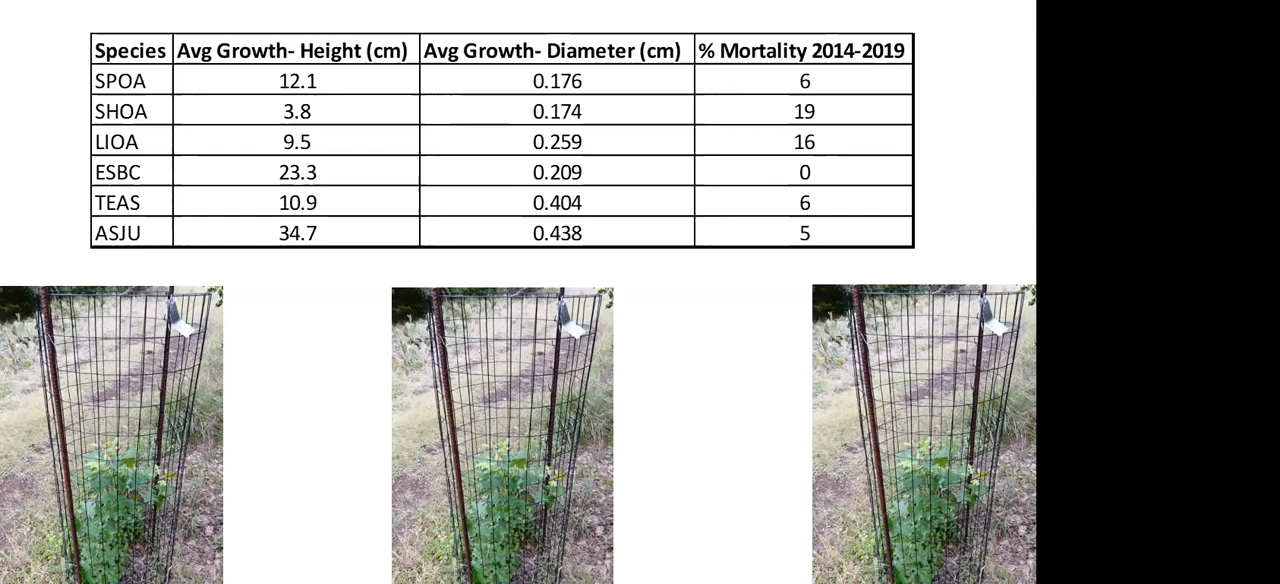 Species Avg Growth- Height (cm) Avg Growth- Diameter (cm) % Mortality 2014-2019
SPOA 12.1 0.176 6
SHOA 3.8 0.174 19
LIOA 9.5 0.259 16
ESBC 23.3 0.209 0
TEAS 10.9 0.404 6
ASJU 34.7 0.438 5